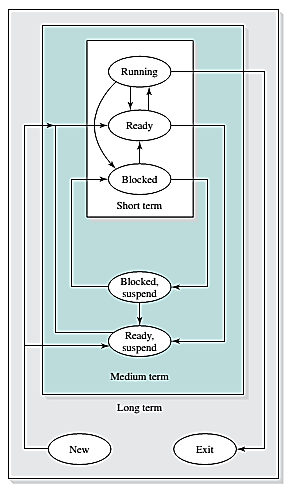 Running
Ready
Blocked
Short term
Blocked,
suspend
Ready,
suspend
Medium term
Long term
New
Exit